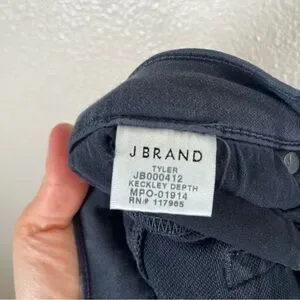 J BRAND
TYLER
JB000412
KECKLEY DEPTH
MPO-01914
RN# 117965